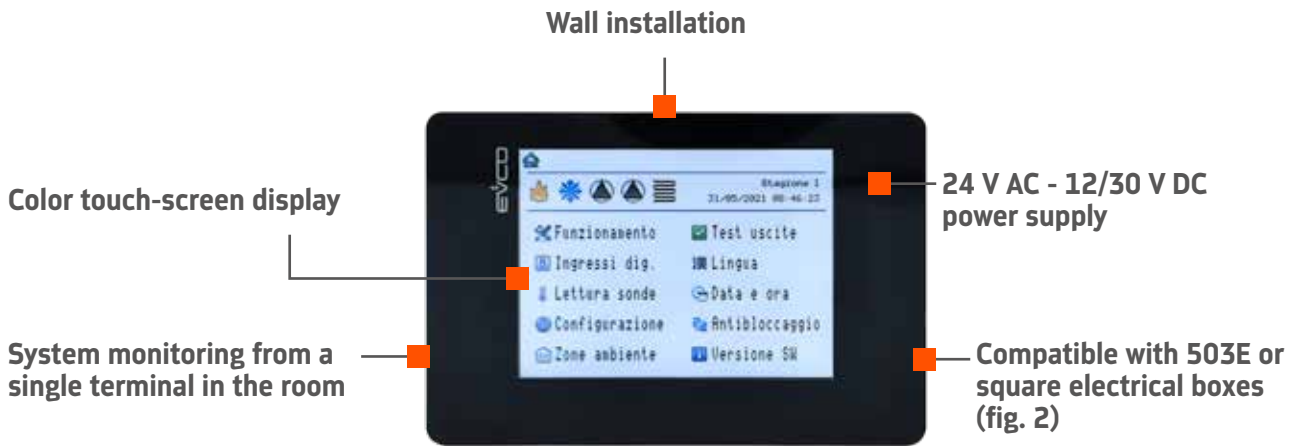 Wall installation
evco
Color touch-screen display
24 V AC - 12/30 V DC
power supply
Stagione 1
31/05/2021 08:46:23
Funzionamento
Test uscite
Ingressi dig.
Lingua
Lettura sonde
Data e ora
Configurazione
Antibloccaggio
Zone ambiente
Versione SW
System monitoring from a
single terminal in the room
Compatible with 503E or
square electrical boxes
(fig. 2)